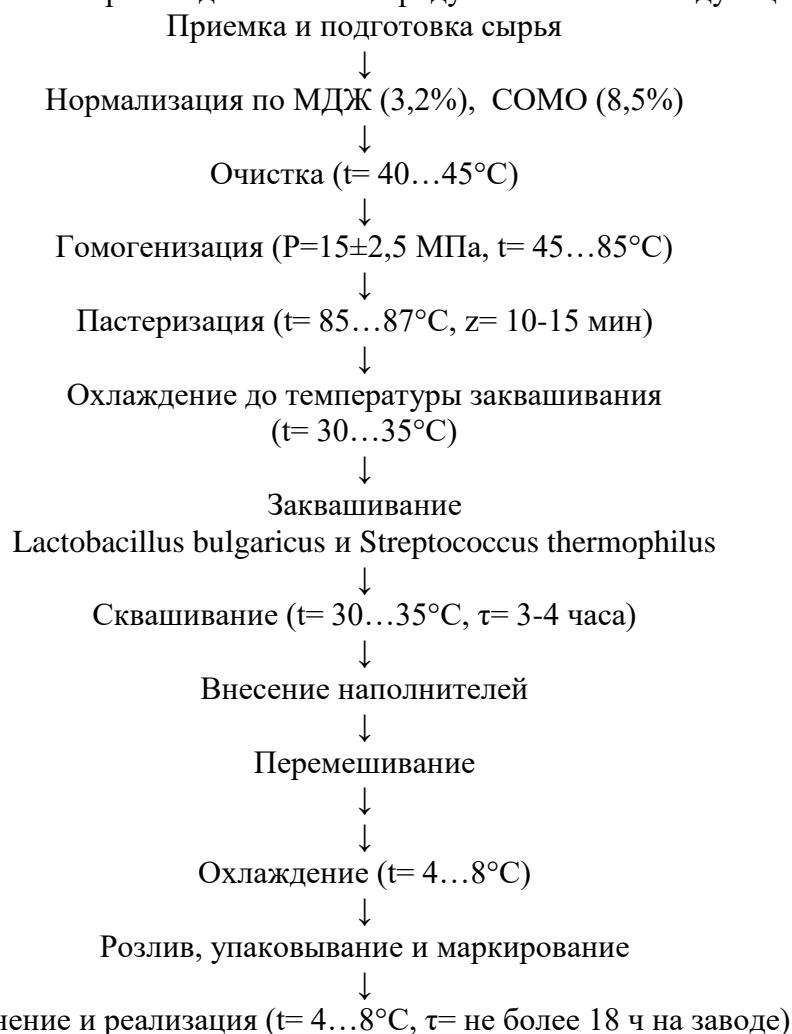 Приемка и подготовка сырья
↓
Нормализация по МДЖ (3,2%), СОМО (8,5%)
↓
Очистка (t= 40…45°С)
↓
Гомогенизация (Р=15±2,5 МПа, t= 45…85°С)
↓
Пастеризация (t= 85…87°С, z= 10-15 мин)
↓
Охлаждение до температуры заквашивания
(t= 30…35°С)
↓
Заквашивание
Lactobacillus bulgaricus и Streptococcus thermophilus
↓
Сквашивание (t= 30…35°С, τ= 3-4 часа)
↓
Внесение наполнителей
↓
Перемешивание
↓
↓
Охлаждение (t= 4…8°С)
↓
Розлив, упаковывание и маркирование
↓
нение и реализация (t= 4…8°С, τ= не более 18 ч на заводе)